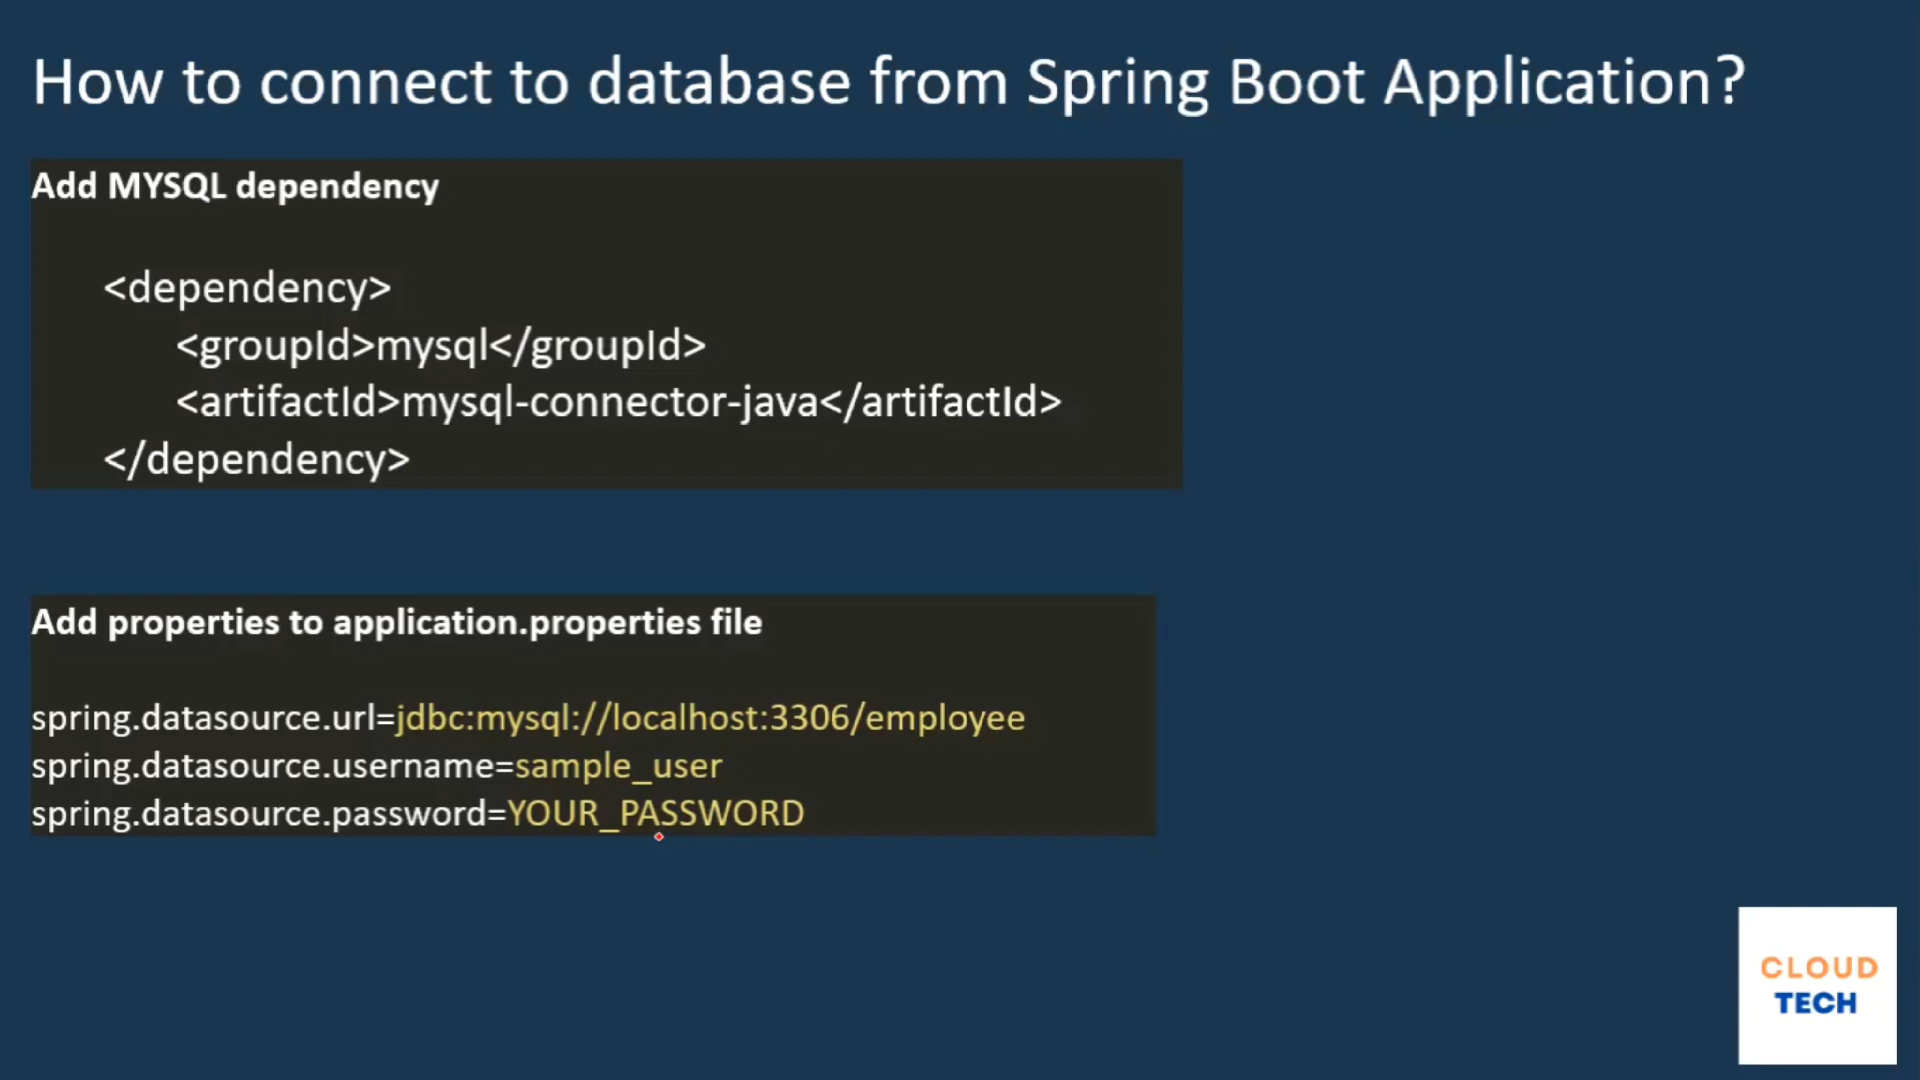 How to connect to database from Spring Boot Application?
Add MYSQL dependency
<dependency>
<groupId>mysql</groupId>
<artifactId>mysql-connector-java</artifactId>
</dependency>
Add properties to application.properties file
spring.datasource.url=jdbc:mysql://localhost:3306/employee
spring.datasource.username=sample_user
spring.datasource.password=YOUR_PASSWORD
CLOUD
TECH